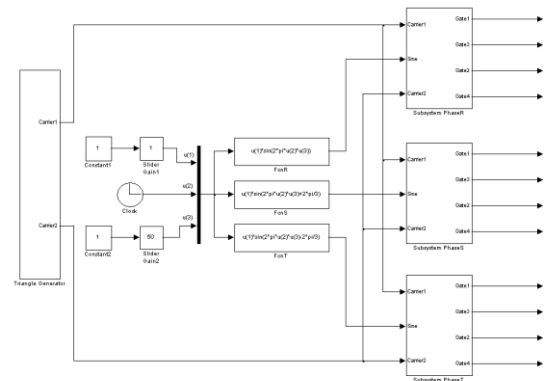 Carrier1
Carrier2
Triangle Generator
1
Constant1
1
Slider
Gain1
Clock
1
Constant2
50
Slider
Gain2
u(1)
u(2)
u(3)
u(1)*sin(2*pi*u(2)*u(3))
FcnR
u(1)*sin(2*pi*u(2)*u(3)+2*pi/3)
FcnS
u(1)*sin(2*pi*u(2)*u(3)-2*pi/3)
FcnT
Carrier1
Sine
Carrier2
Gate1
Gate3
Gate2
Gate4
Subsystem PhaseR
Carrier1
Sine
Carrier2
Gate1
Gate3
Gate2
Gate4
Subsystem PhaseS
Carrier1
Sine
Carrier2
Gate1
Gate3
Gate2
Gate4
Subsystem PhaseT